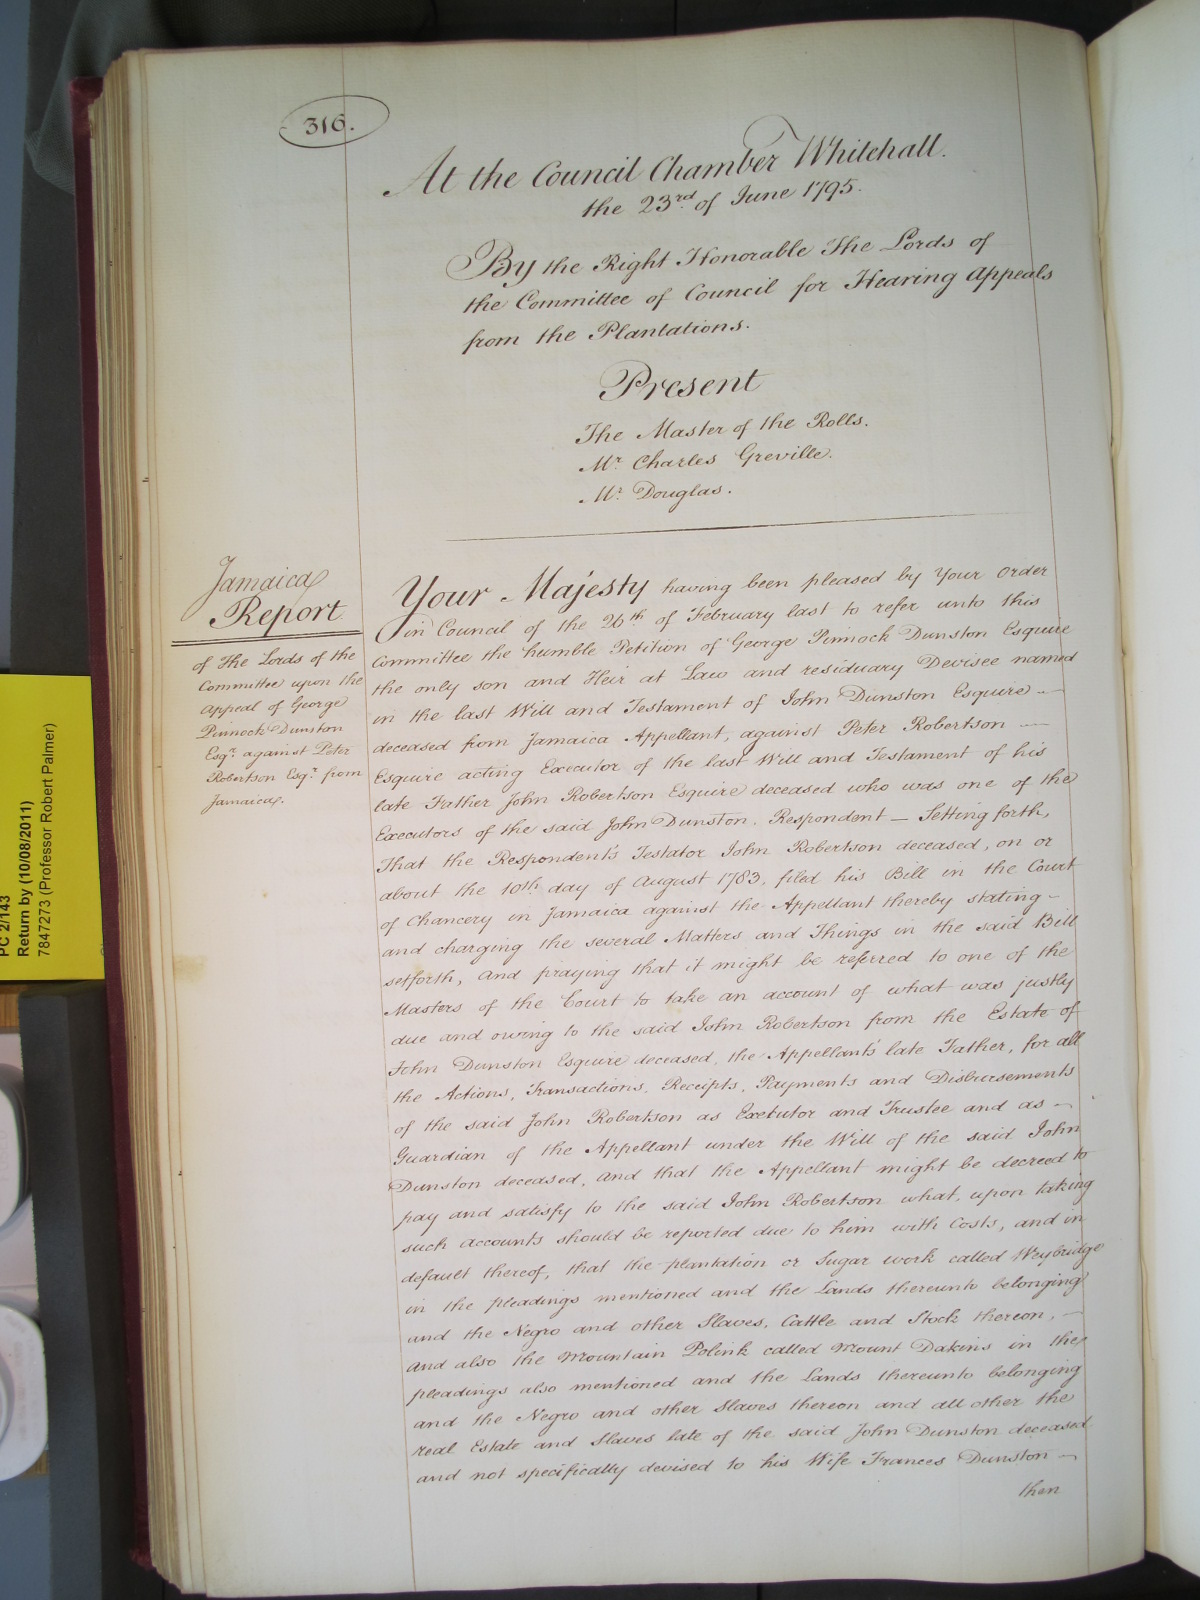 316.
At the Council Chamber Whitehall.
the 23rd of June 1795.
By the Right Honorable The Lords of
the Committee of Council for Hearing Appeals
from the Plantations.
Present
The Master of the Rolls.
Mr. Charles Greville.
Mr. Douglas.
Jamaica
Report
of The Lords of the
Committee upon the
Appeal of George
Pinnock Dunston
Esqr. against Peter
Robertson Esqr. from
Jamaica.
Your Majesty having been pleased by Your Order
in Council of the 26th of February last to refer unto this
Committee the humble Petition of George Pinnock Dunston Esquire
the only son and Heir at Law and residuary Devisee named
in the last Will and Testament of John Dunston Esquire —
deceased from Jamaica Appellant, against Peter Robertson —
Esquire acting Executor of the last Will and Testament of his
late Father John Robertson Esquire deceased who was one of the
Executors of the said John Dunston. Respondent — Setting forth,
That the Respondent's Testator John Robertson deceased, on or
about the 10th day of August 1783, filed his Bill in the Court
of Chancery in Jamaica against the Appellant thereby stating —
and charging the several Matters and Things in the said Bill
setforth, and praying that it might be referred to one of the
Masters of the Court to take an account of what was justly
due and owing to the said John Robertson from the Estate of
John Dunston Esquire deceased, the Appellant's late Father, for all
the Actions, Transactions, Receipts, Payments and Disbursements
of the said John Robertson as Executor and Trustee and as —
Guardian of the Appellant under the Will of the said John
Dunston deceased, and that the Appellant might be decreed to
pay and satisfy to the said John Robertson what, upon taking
such accounts should be reported due to him with Costs, and in
default thereof, that the plantation or Sugar work called Weybridge
in the pleadings mentioned and the Lands thereunto belonging
and the Negro and other Slaves, Cattle and Stock thereon, —
and also the Mountain Polink called Mount Dakins in the
pleadings also mentioned and the Lands thereunto belonging
and the Negro and other Slaves thereon and all other the
real Estate and Slaves late of the said John Dunston deceased
and not specifically devised to his Wife Frances Dunston —
then
PC 2/143
Return by (10/08/2011)
7847273 (Professor Robert Palmer)